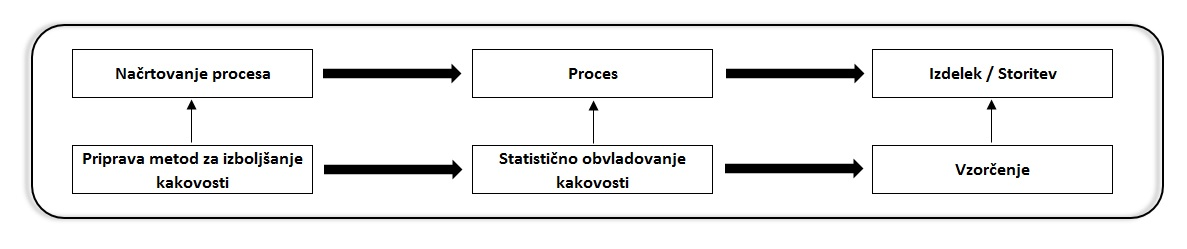 Načrtovanje procesa
Proces
Izdelek / Storitev
Priprava metod za izboljšanje
kakovosti
Statistično obvladovanje
kakovosti
Vzorčenje